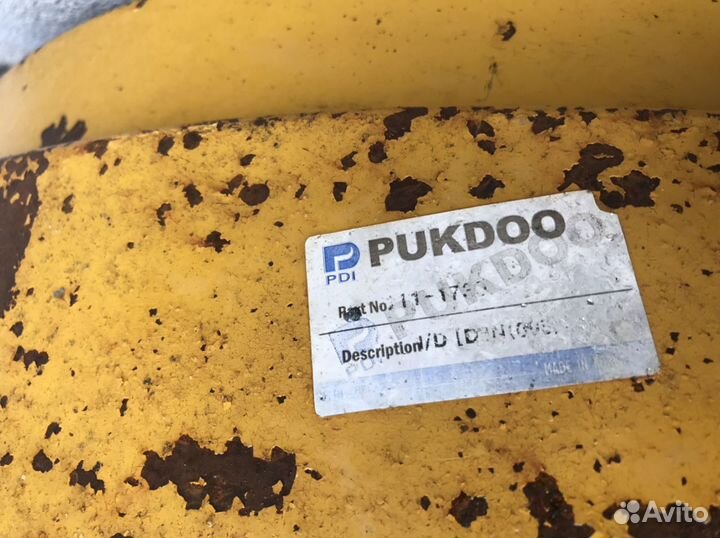 PUKDOO
PDI
Part No. 11-17
Description I/D
MADE IN
Avito